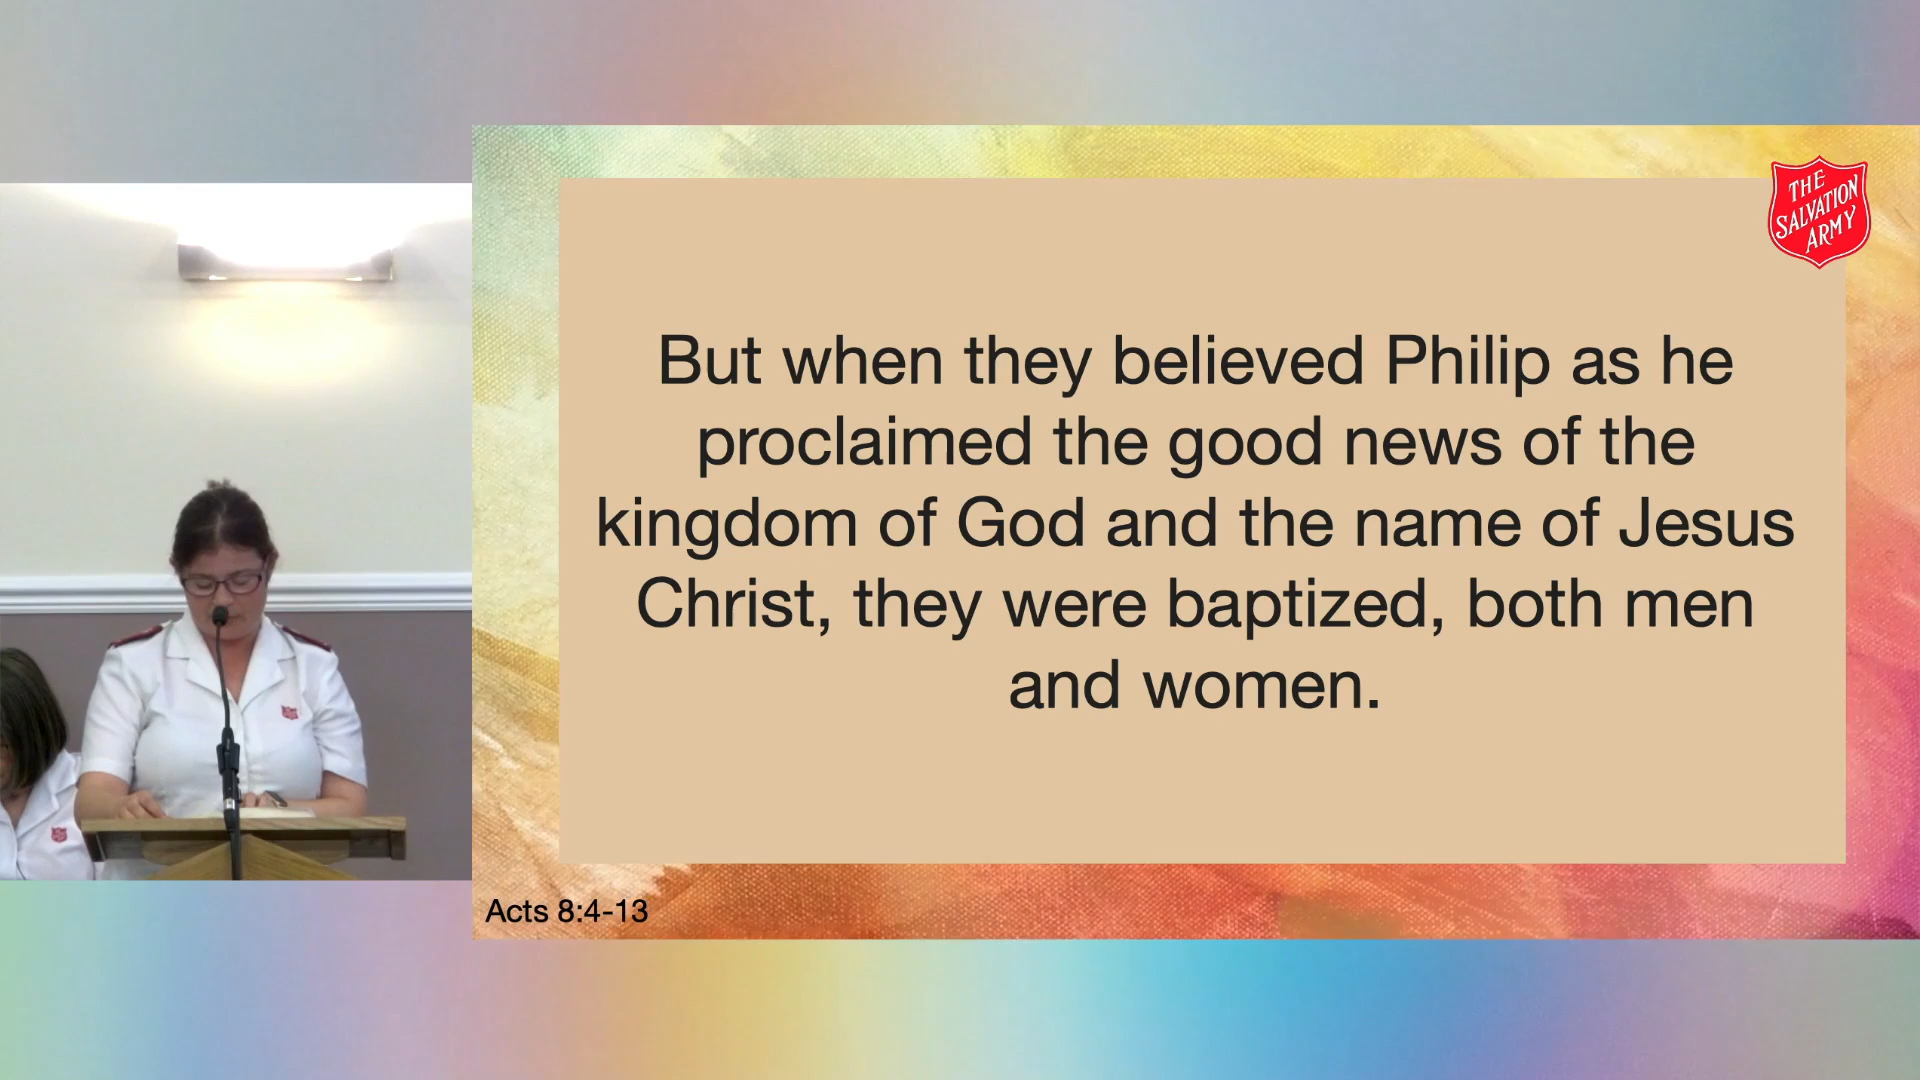 THE
SALVATION
ARMY
But when they believed Philip as he
proclaimed the good news of the
kingdom of God and the name of Jesus
Christ, they were baptized, both men
and women.
Acts 8:4-13